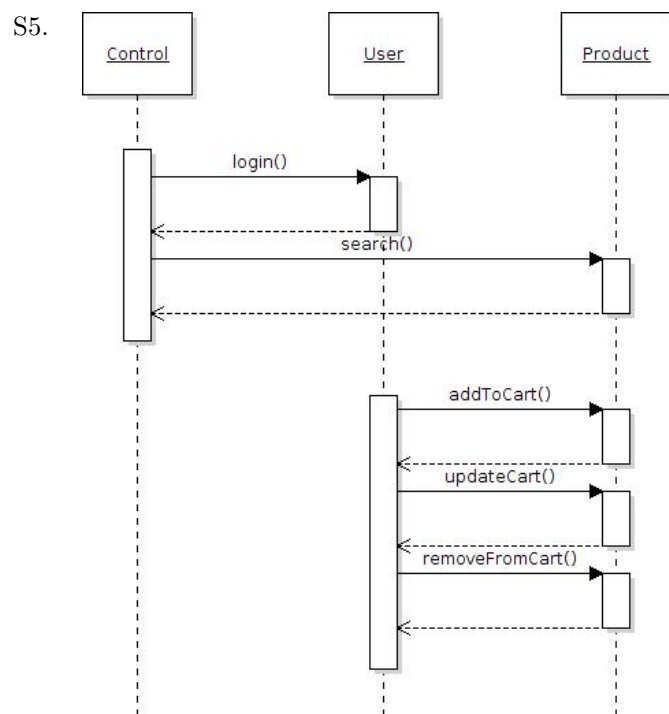 S5.
Control
User
Product
login()
search()
addToCart()
updateCart()
removeFromCart()